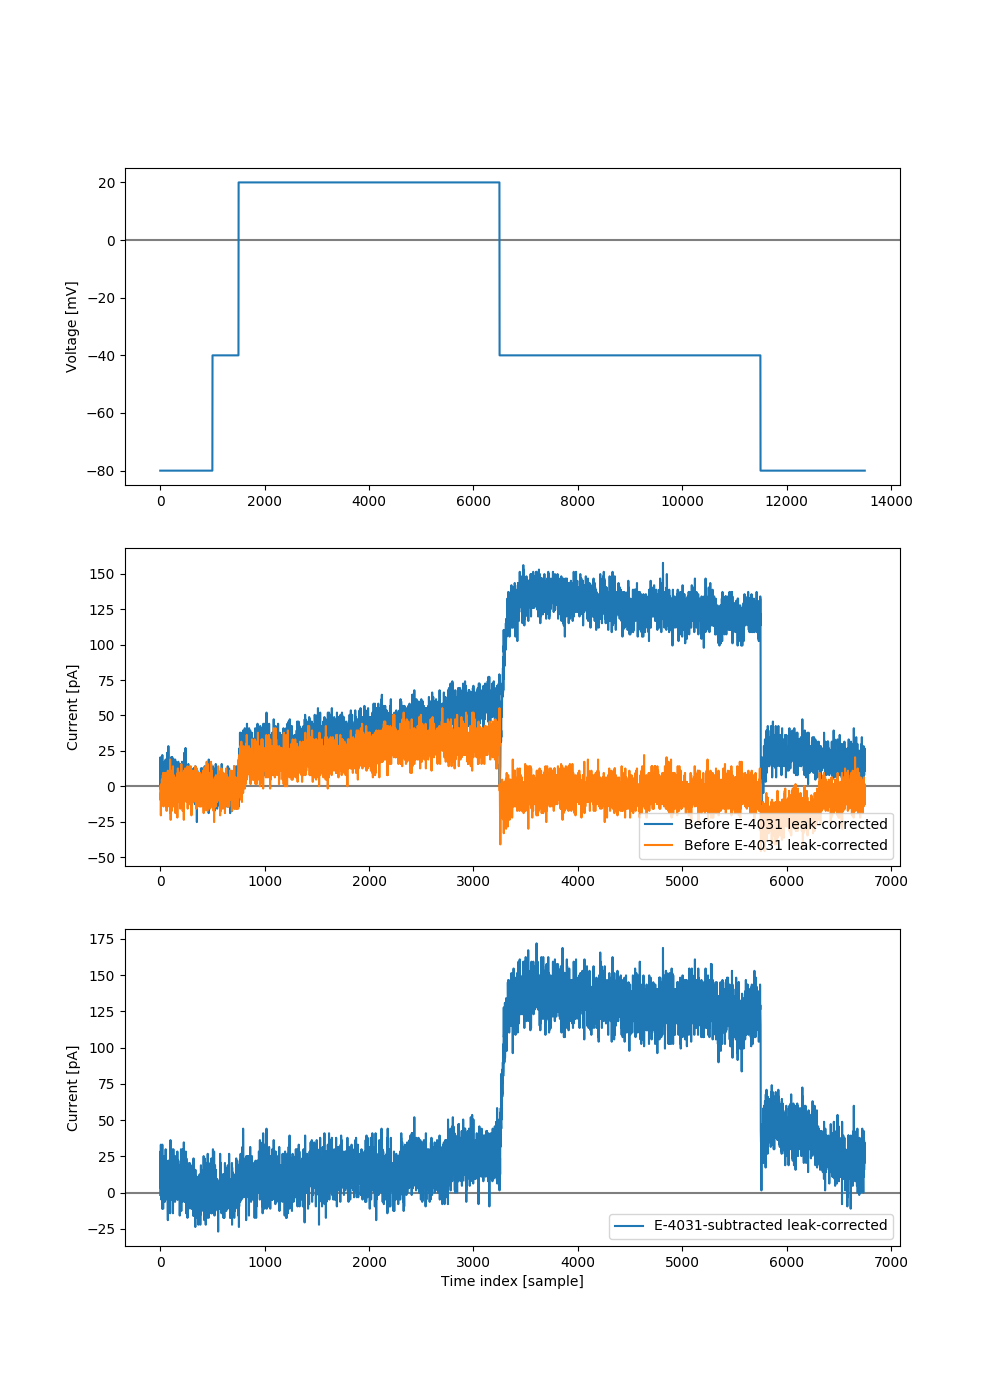 20
0
−20
−40
−60
−80
Voltage [mV]
0 2000 4000 6000 8000 10000 12000 14000
150
125
100
75
50
25
0
−25
−50
Current [pA]
Before E-4031 leak-corrected
Before E-4031 leak-corrected
0 1000 2000 3000 4000 5000 6000 7000
175
150
125
100
75
50
25
0
−25
Current [pA]
E-4031-subtracted leak-corrected
0 1000 2000 3000 4000 5000 6000 7000
Time index [sample]